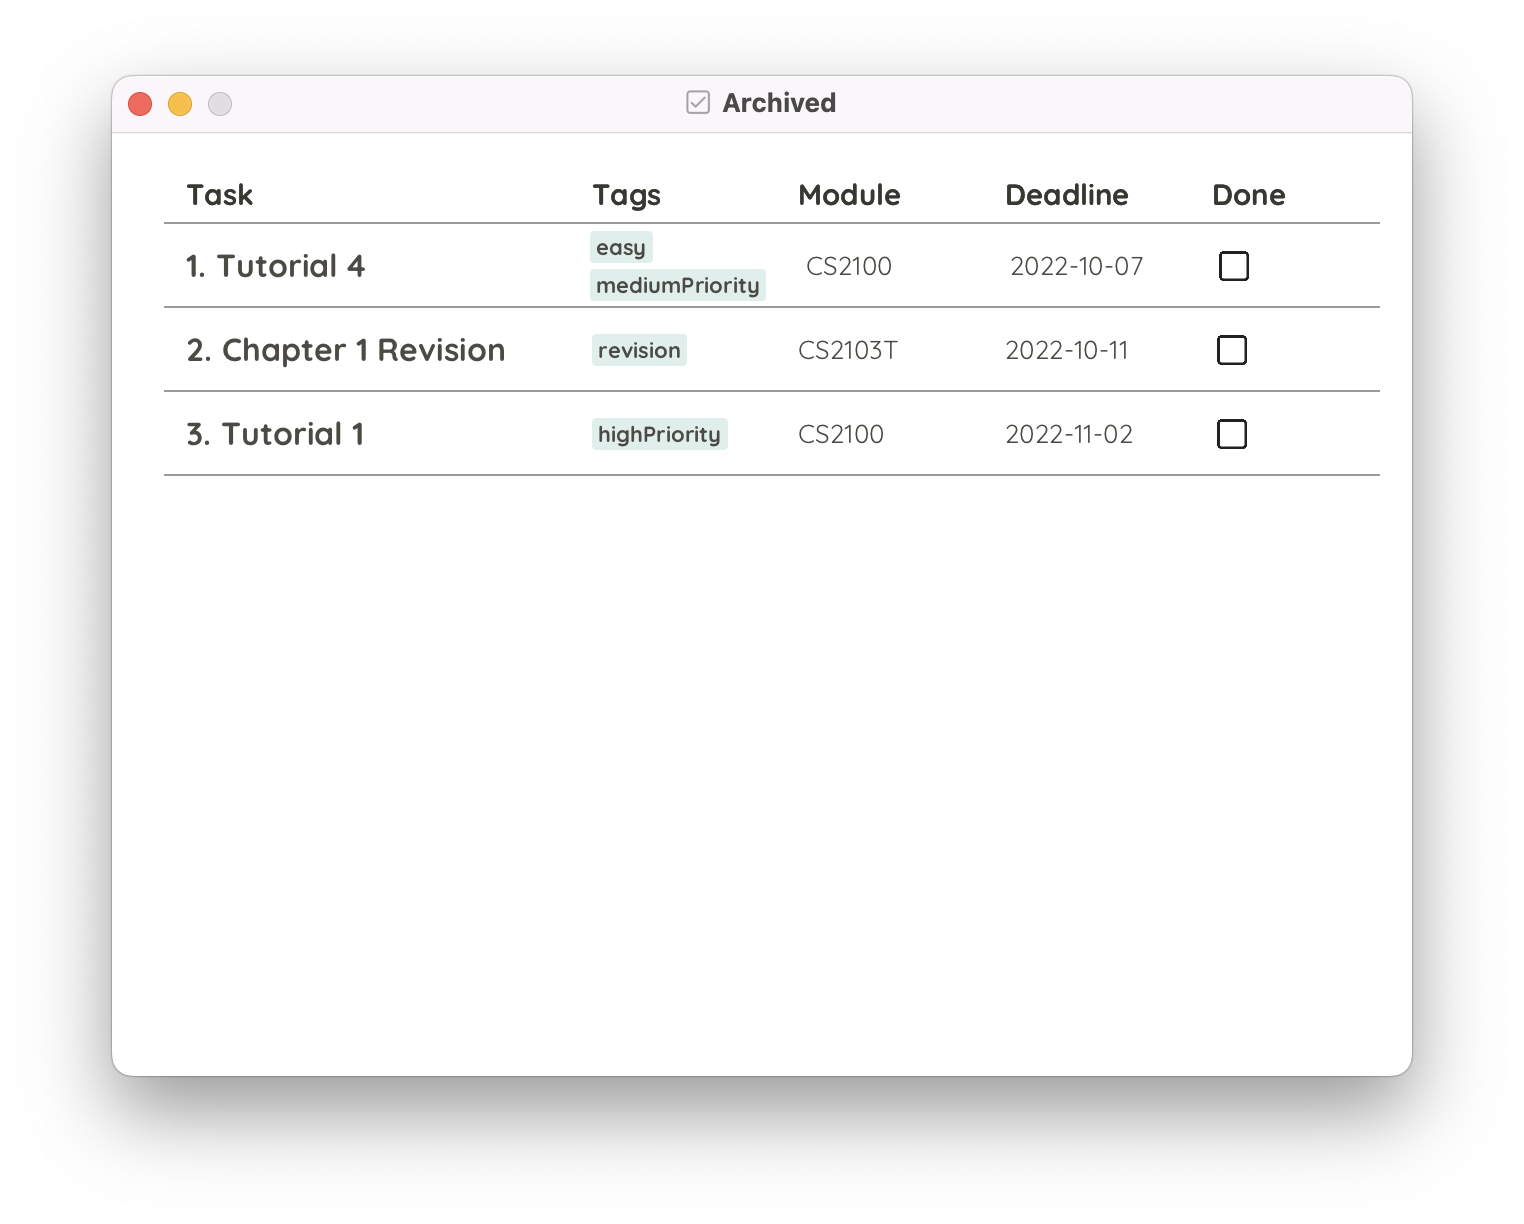 Archived
Task Tags Module Deadline Done
1. Tutorial 4 easy mediumPriority CS2100 2022-10-07
2. Chapter 1 Revision revision CS2103T 2022-10-11
3. Tutorial 1 highPriority CS2100 2022-11-02